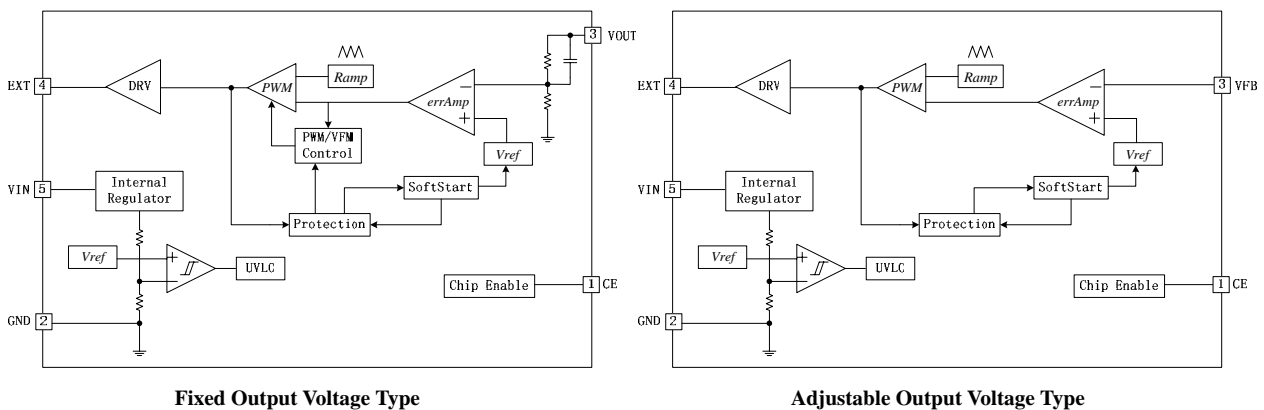 3 VOUT
EXT 4
DRV
PWM
Ramp
errAmp
−
+
PWM/VFM
Control
Vref
VIN 5
Internal
Regulator
SoftStart
Protection
Vref
+
−
UVLC
1 CE
Chip Enable
GND 2
Fixed Output Voltage Type
EXT 4
DRV
PWM
Ramp
errAmp
−
+
3 VFB
Vref
VIN 5
Internal
Regulator
SoftStart
Protection
Vref
+
−
UVLC
1 CE
Chip Enable
GND 2
Adjustable Output Voltage Type